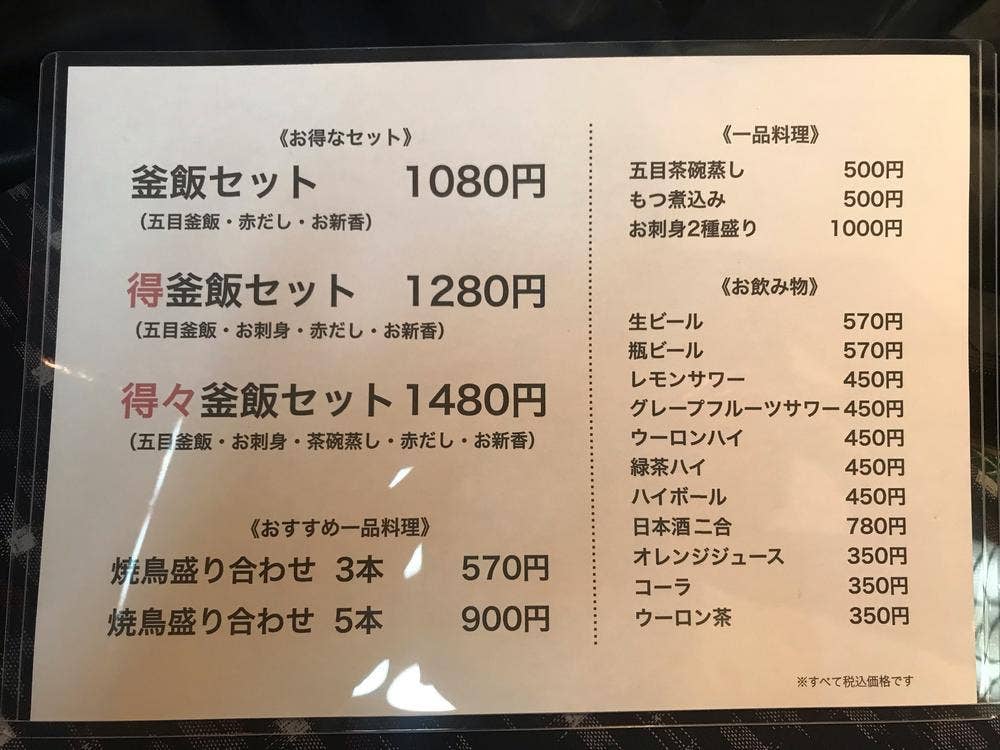 《お得なセット》
釜飯セット 1080円
（五目釜飯・赤だし・お新香）
得釜飯セット 1280円
（五目釜飯・お刺身・赤だし・お新香）
得々釜飯セット 1480円
（五目釜飯・お刺身・茶碗蒸し・赤だし・お新香）
《おすすめ一品料理》
焼鳥盛り合わせ 3本 570円
焼鳥盛り合わせ 5本 900円
《一品料理》
五目茶碗蒸し 500円
もつ煮込み 500円
お刺身2種盛り 1000円
《お飲み物》
生ビール 570円
瓶ビール 570円
レモンサワー 450円
グレープフルーツサワー 450円
ウーロンハイ 450円
緑茶ハイ 450円
ハイボール 450円
日本酒 二合 780円
オレンジジュース 350円
コーラ 350円
ウーロン茶 350円
※すべて税込価格です